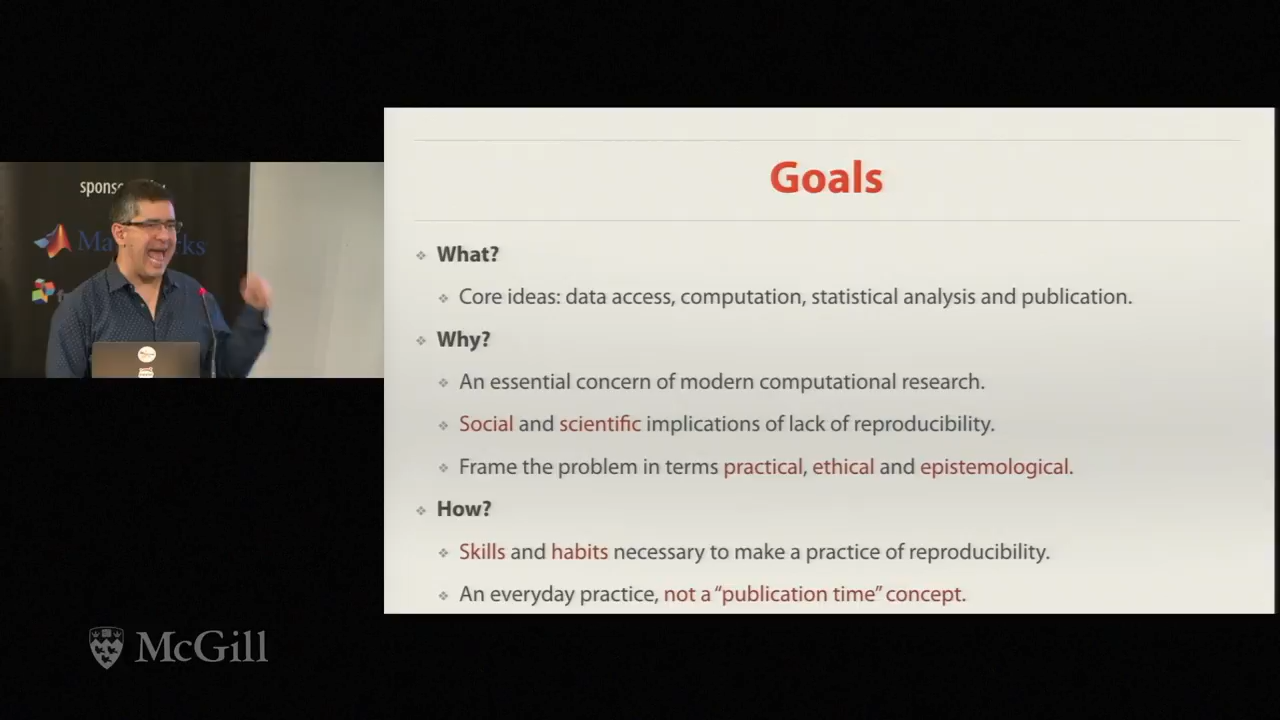 Goals
What?
Core ideas: data access, computation, statistical analysis and publication.
Why?
An essential concern of modern computational research.
Social and scientific implications of lack of reproducibility.
Frame the problem in terms practical, ethical and epistemological.
How?
Skills and habits necessary to make a practice of reproducibility.
An everyday practice, not a “publication time” concept.
McGill